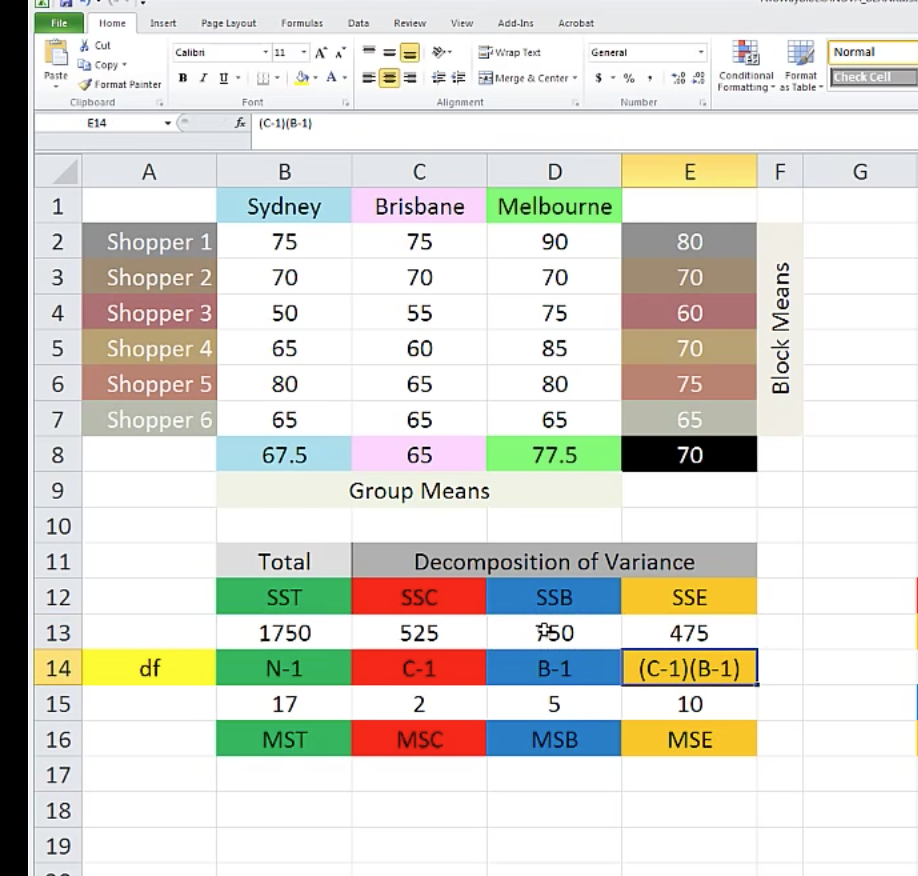 File Home Insert Page Layout Formulas Data Review View Add-Ins Acrobat
Cut
Copy
Format Painter
Paste
Calibri 11 A A
B I U A
Wrap Text
Merge & Center
General
$ % ,
Conditional Formatting
Format as Table
Normal
Check Cell
Clipboard Font Alignment Number
E14 fx (C-1)(B-1)
A B C D E F G
1 Sydney Brisbane Melbourne
2 Shopper 1 75 75 90 80
3 Shopper 2 70 70 70 70
4 Shopper 3 50 55 75 60
5 Shopper 4 65 60 85 70
6 Shopper 5 80 65 80 75
7 Shopper 6 65 65 65 65
Block Means
8 67.5 65 77.5 70
9 Group Means
10
11 Total Decomposition of Variance
12 SST SSC SSB SSE
13 1750 525 750 475
14 df N-1 C-1 B-1 (C-1)(B-1)
15 17 2 5 10
16 MST MSC MSB MSE
17
18
19